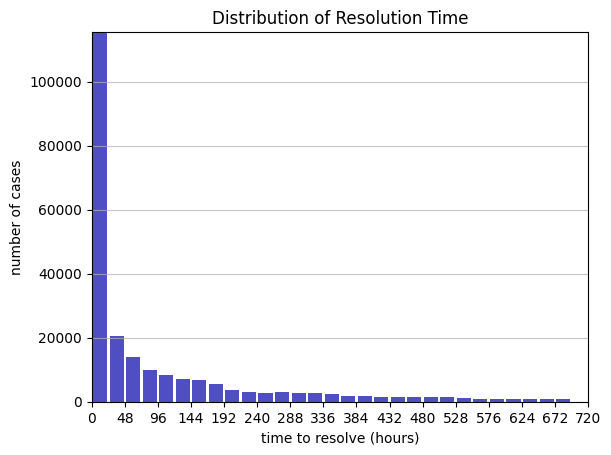 Distribution of Resolution Time
number of cases
100000
80000
60000
40000
20000
0
0 48 96 144 192 240 288 336 384 432 480 528 576 624 672 720
time to resolve (hours)